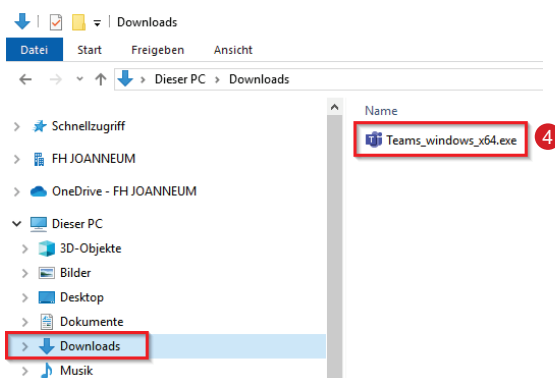 Downloads
Datei Start Freigeben Ansicht
Dieser PC > Downloads
Name
Schnellzugriff
Teams_windows_x64.exe 4
FH JOANNEUM
OneDrive - FH JOANNEUM
Dieser PC
3D-Objekte
Bilder
Desktop
Dokumente
Downloads
Musik